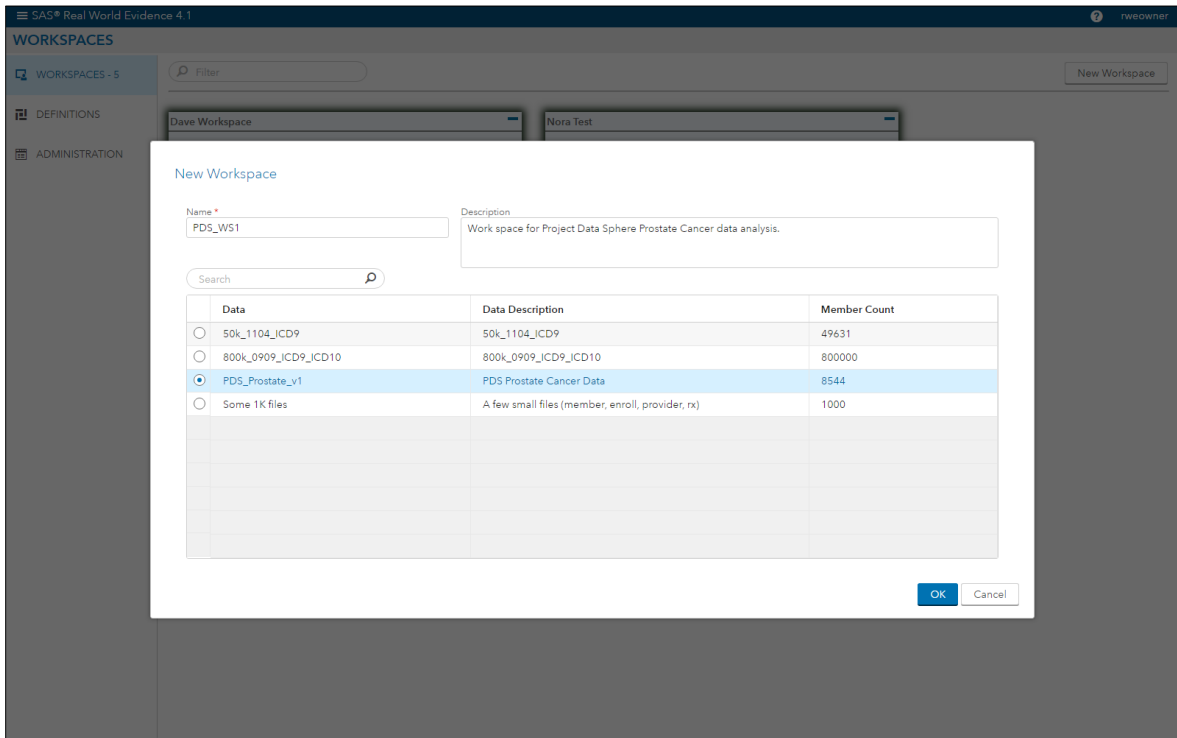 SAS® Real World Evidence 4.1
rweowner
WORKSPACES
WORKSPACES - 5
Filter
New Workspace
DEFINITIONS
Dave Workspace
Nora Test
ADMINISTRATION
New Workspace
Name *
Description
PDS_WS1
Work space for Project Data Sphere Prostate Cancer data analysis.
Search
Data Data Description Member Count
50k_1104_ICD9 50k_1104_ICD9 49631
800k_0909_ICD9_ICD10 800k_0909_ICD9_ICD10 800000
PDS_Prostate_v1 PDS Prostate Cancer Data 8544
Some 1K files A few small files (member, enroll, provider, rx) 1000
OK Cancel